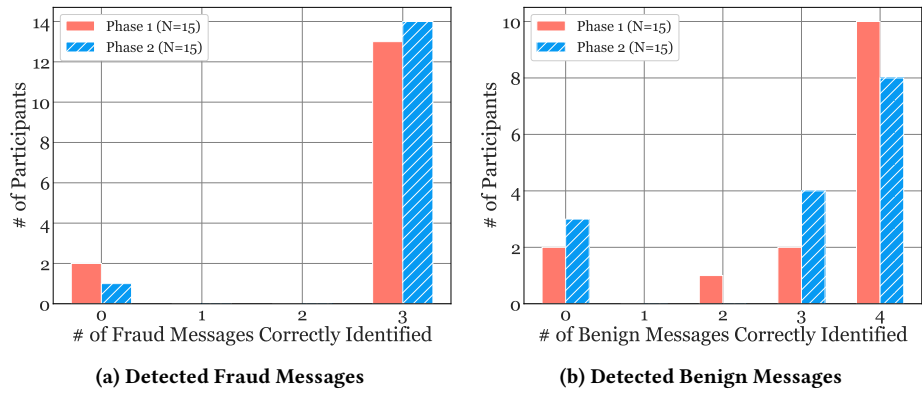 14
12
10
8
6
4
2
0
# of Participants
Phase 1 (N=15)
Phase 2 (N=15)
0 1 2 3
# of Fraud Messages Correctly Identified
(a) Detected Fraud Messages
10
8
6
4
2
0
# of Participants
Phase 1 (N=15)
Phase 2 (N=15)
0 1 2 3 4
# of Benign Messages Correctly Identified
(b) Detected Benign Messages